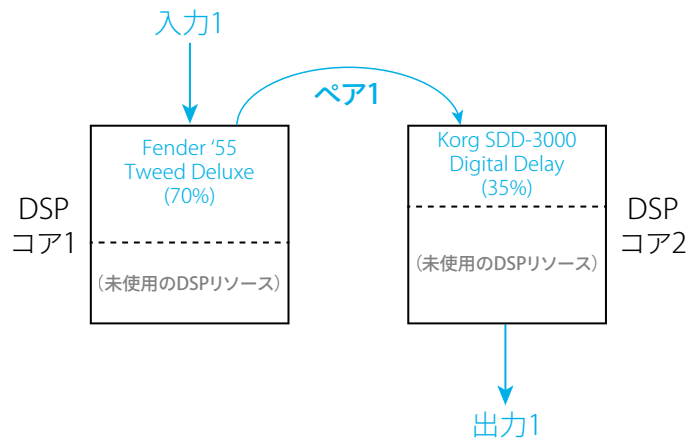 入力1
ペア1
Fender ‘55
Tweed Deluxe
(70%)
Korg SDD-3000
Digital Delay
(35%)
DSP
コア1
DSP
コア2
(未使用のDSPリソース)
(未使用のDSPリソース)
出力1